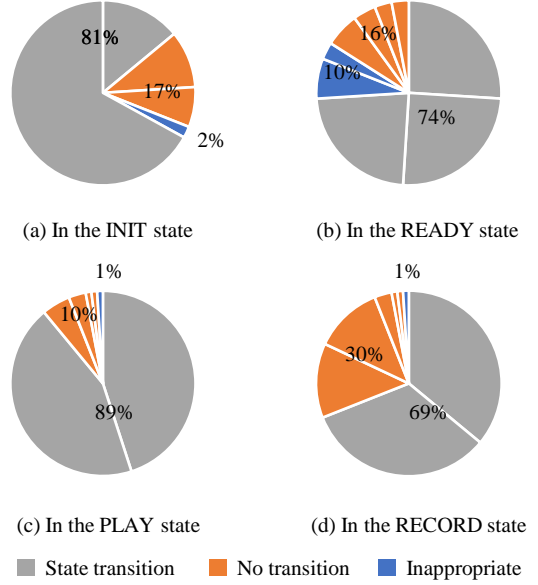 81%
17%
2%
16%
10%
74%
(a) In the INIT state
(b) In the READY state
1%
10%
89%
1%
30%
69%
(c) In the PLAY state
(d) In the RECORD state
State transition
No transition
Inappropriate